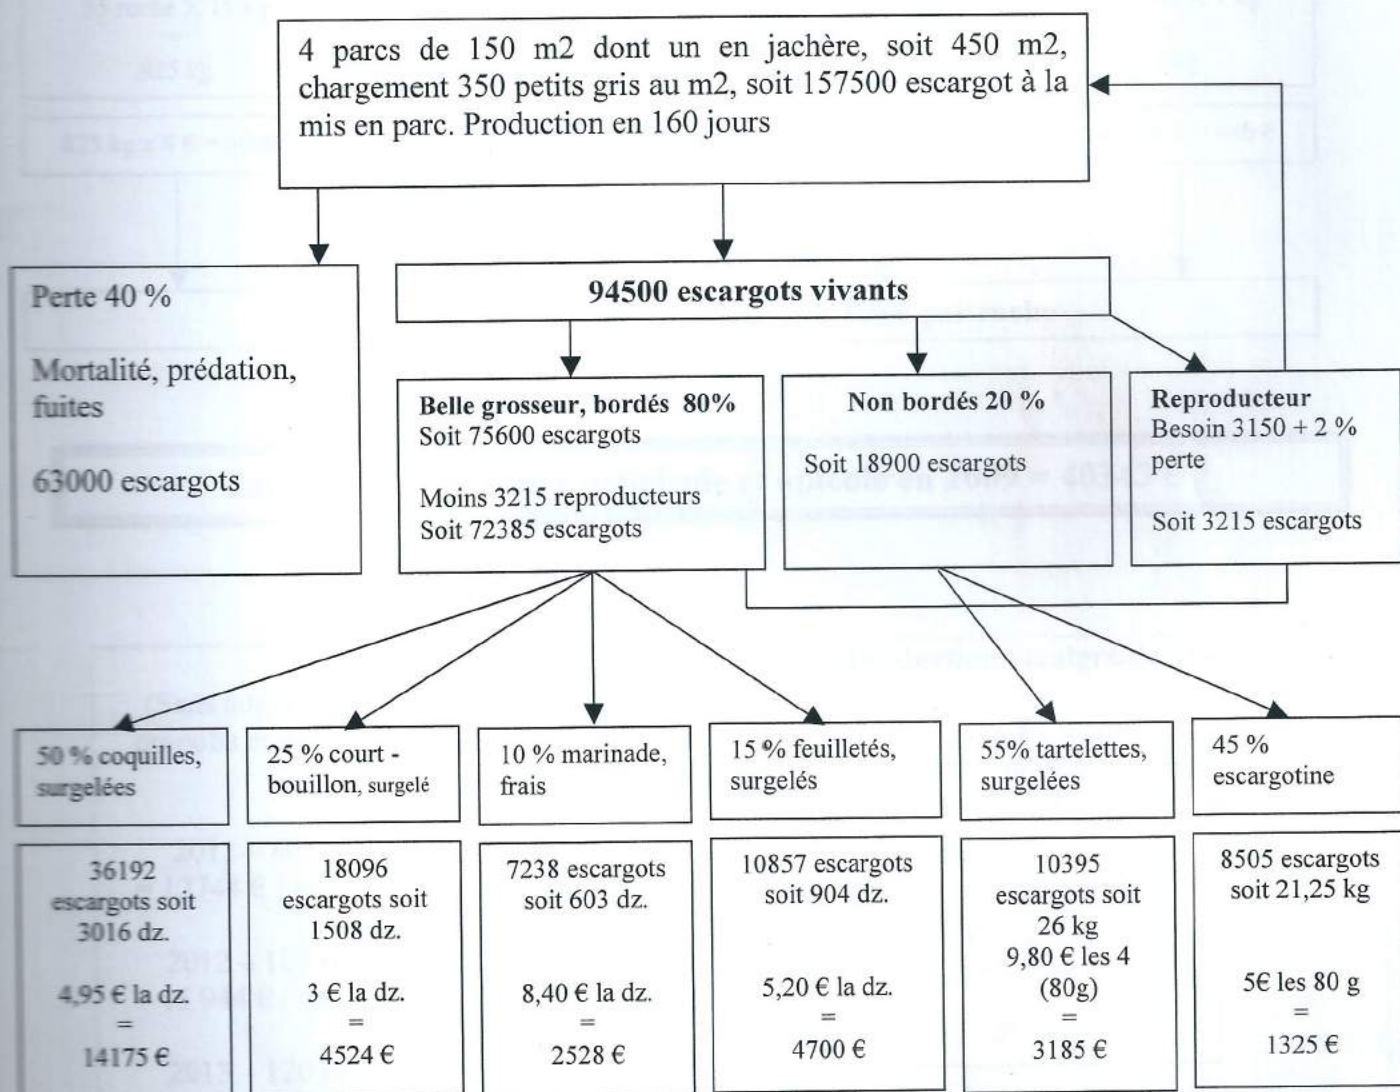 4 parcs de 150 m2 dont un en jachère, soit 450 m2,
chargement 350 petits gris au m2, soit 157500 escargot à la
mis en parc. Production en 160 jours
Perte 40 %
Mortalité, prédation,
fuites
63000 escargots
94500 escargots vivants
Belle grosseur, bordés 80%
Soit 75600 escargots
Moins 3215 reproducteurs
Soit 72385 escargots
Non bordés 20 %
Soit 18900 escargots
Reproducteur
Besoin 3150 + 2 %
perte
Soit 3215 escargots
50 % coquilles,
surgelées
25 % court -
bouillon, surgelé
10 % marinade,
frais
15 % feuilletés,
surgelés
55% tartelettes,
surgelées
45 %
escargotine
36192
escargots soit
3016 dz.
4,95 € la dz.
=
14175 €
18096
escargots soit
1508 dz.
3 € la dz.
=
4524 €
7238 escargots
soit 603 dz.
8,40 € la dz.
=
2528 €
10857 escargots
soit 904 dz.
5,20 € la dz.
=
4700 €
10395
escargots soit
26 kg
9,80 € les 4
(80g)
=
3185 €
8505 escargots
soit 21,25 kg
5€ les 80 g
=
1325 €